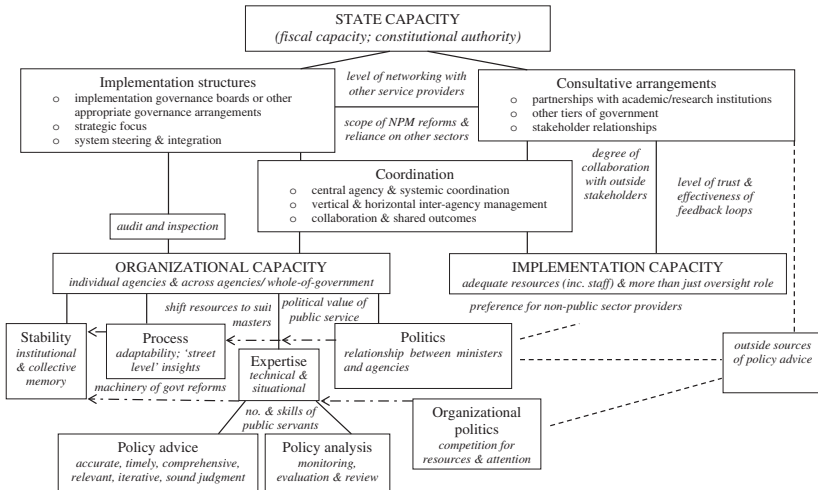 STATE CAPACITY
(fiscal capacity; constitutional authority)
Implementation structures
o implementation governance boards or other
appropriate governance arrangements
o strategic focus
o system steering & integration
level of networking with
other service providers
scope of NPM reforms &
reliance on other sectors
Consultative arrangements
o partnerships with academic/research institutions
o other tiers of government
o stakeholder relationships
Coordination
o central agency & systemic coordination
o vertical & horizontal inter-agency management
o collaboration & shared outcomes
degree of
collaboration
with outside
stakeholders
level of trust &
effectiveness of
feedback loops
audit and inspection
ORGANIZATIONAL CAPACITY
individual agencies & across agencies/ whole-of-government
IMPLEMENTATION CAPACITY
adequate resources (inc. staff) & more than just oversight role
shift resources to suit
masters
political value of
public service
preference for non-public sector providers
Stability
institutional
& collective
memory
Process
adaptability; ‘street
level’ insights
Politics
relationship between ministers
and agencies
outside sources
of policy advice
Expertise
technical &
situational
machinery of govt reforms
no. & skills of
public servants
Organizational
politics
competition for
resources & attention
Policy advice
accurate, timely, comprehensive,
relevant, iterative, sound judgment
Policy analysis
monitoring,
evaluation & review